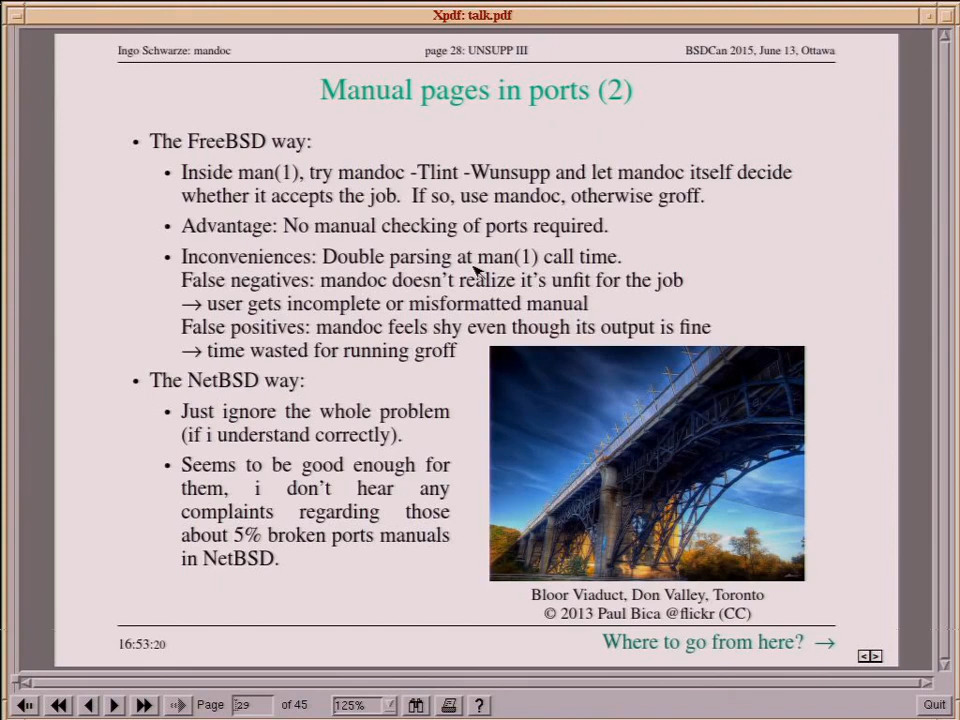 Xpdf: talk.pdf
Ingo Schwarze: mandoc page 28: UNSUPP III BSDCan 2015, June 13, Ottawa
Manual pages in ports (2)
• The FreeBSD way:
• Inside man(1), try mandoc -Tlint -Wunsupp and let mandoc itself decide
whether it accepts the job. If so, use mandoc, otherwise groff.
• Advantage: No manual checking of ports required.
• Inconveniences: Double parsing at man(1) call time.
False negatives: mandoc doesn't realize it's unfit for the job
→ user gets incomplete or misformatted manual
False positives: mandoc feels shy even though its output is fine
→ time wasted for running groff
• The NetBSD way:
• Just ignore the whole problem
(if i understand correctly).
• Seems to be good enough for
them, i don't hear any
complaints regarding those
about 5% broken ports manuals
in NetBSD.
Bloor Viaduct, Don Valley, Toronto
© 2013 Paul Bica @flickr (CC)
16:53:20 Where to go from here? →
<>
Page 29 of 45 125% ? Quit